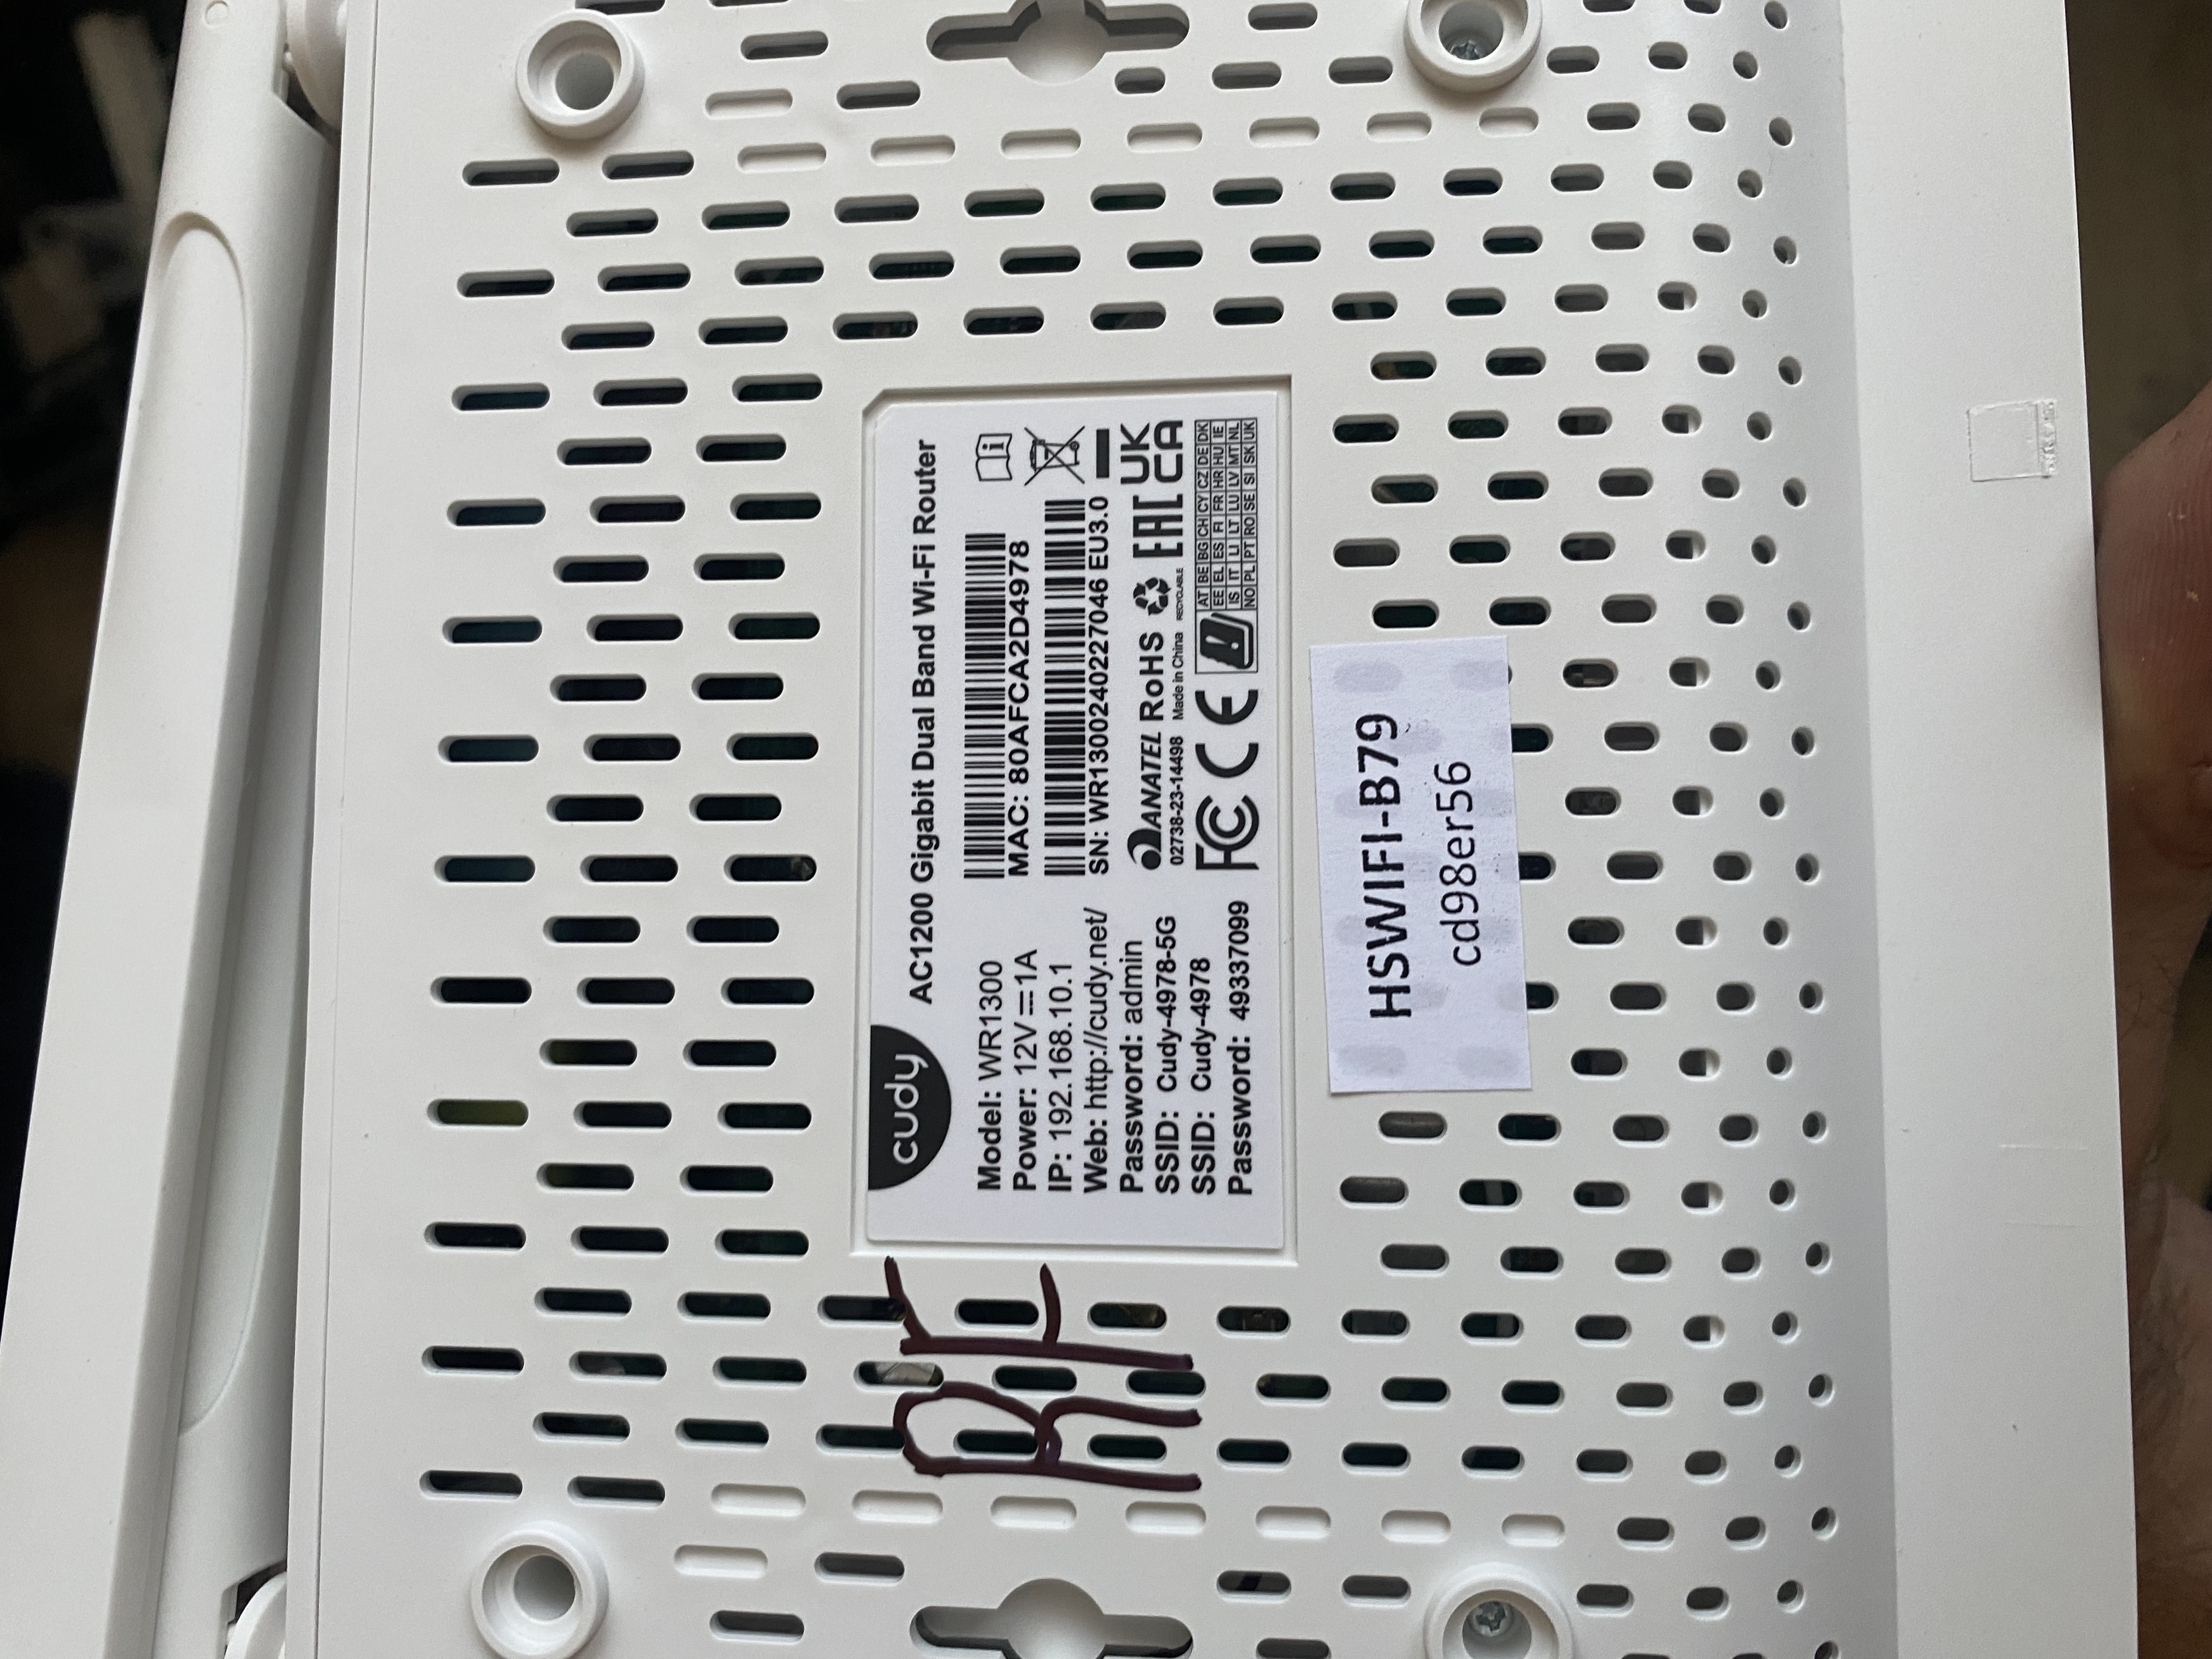 cudy
AC1200 Gigabit Dual Band Wi-Fi Router
Model: WR1300
Power: 12V⎓1A
IP: 192.168.10.1
Web: http://cudy.net/
Password: admin
SSID: Cudy-4978-5G
SSID: Cudy-4978
Password: 49337099
MAC: 80AFCA2D4978
SN: WR1300240227046 EU3.0
ANATEL RoHS
RECYCLABLE
02738-23-14498 Made in China
EAC
UK
CA
FC CE
AT BE BG CH CY CZ DE DK
EE EL ES FI FR HR HU IE
IS IT LI LT LU LV MT NL
NO PL PT RO SE SI SK UK
HSWIFI-B79
cd98er56